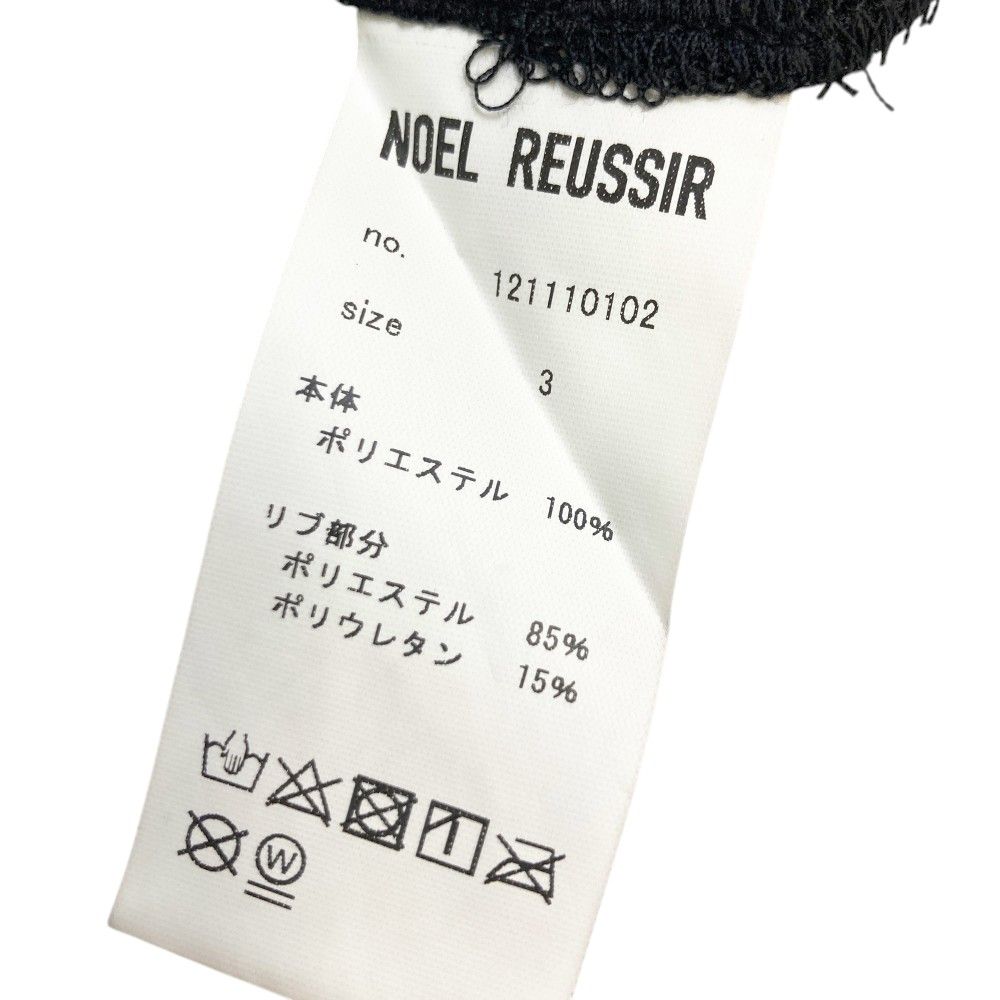 NOEL REUSSIR
no. 121110102
size 3
本体
ポリエステル 100%
リブ部分
ポリエステル 85%
ポリウレタン 15%
W